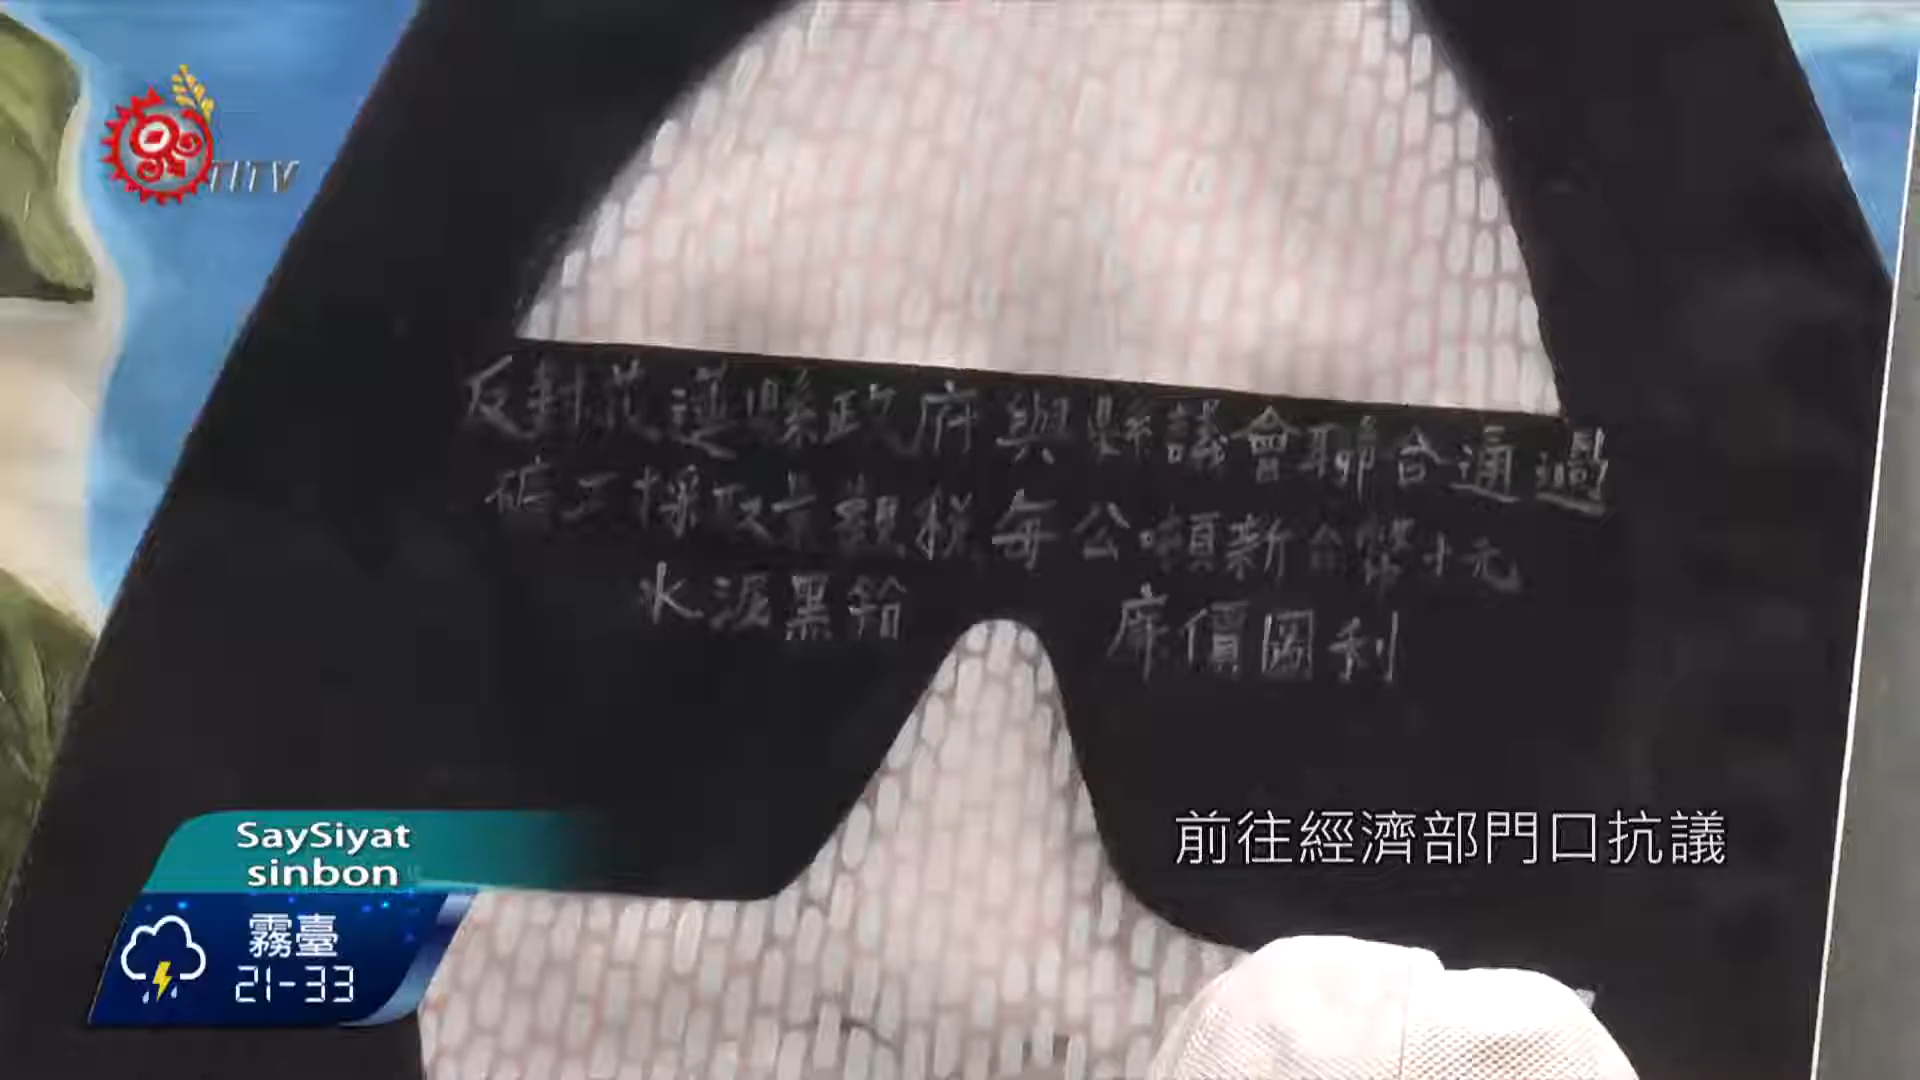 TITV
反對花蓮縣政府與縣議會聯合通過
礦石採取景觀稅每公噸新台幣十元
水泥黑箱 廉價圖利
前往經濟部門口抗議
SaySiyat
sinbon
霧臺
21-33